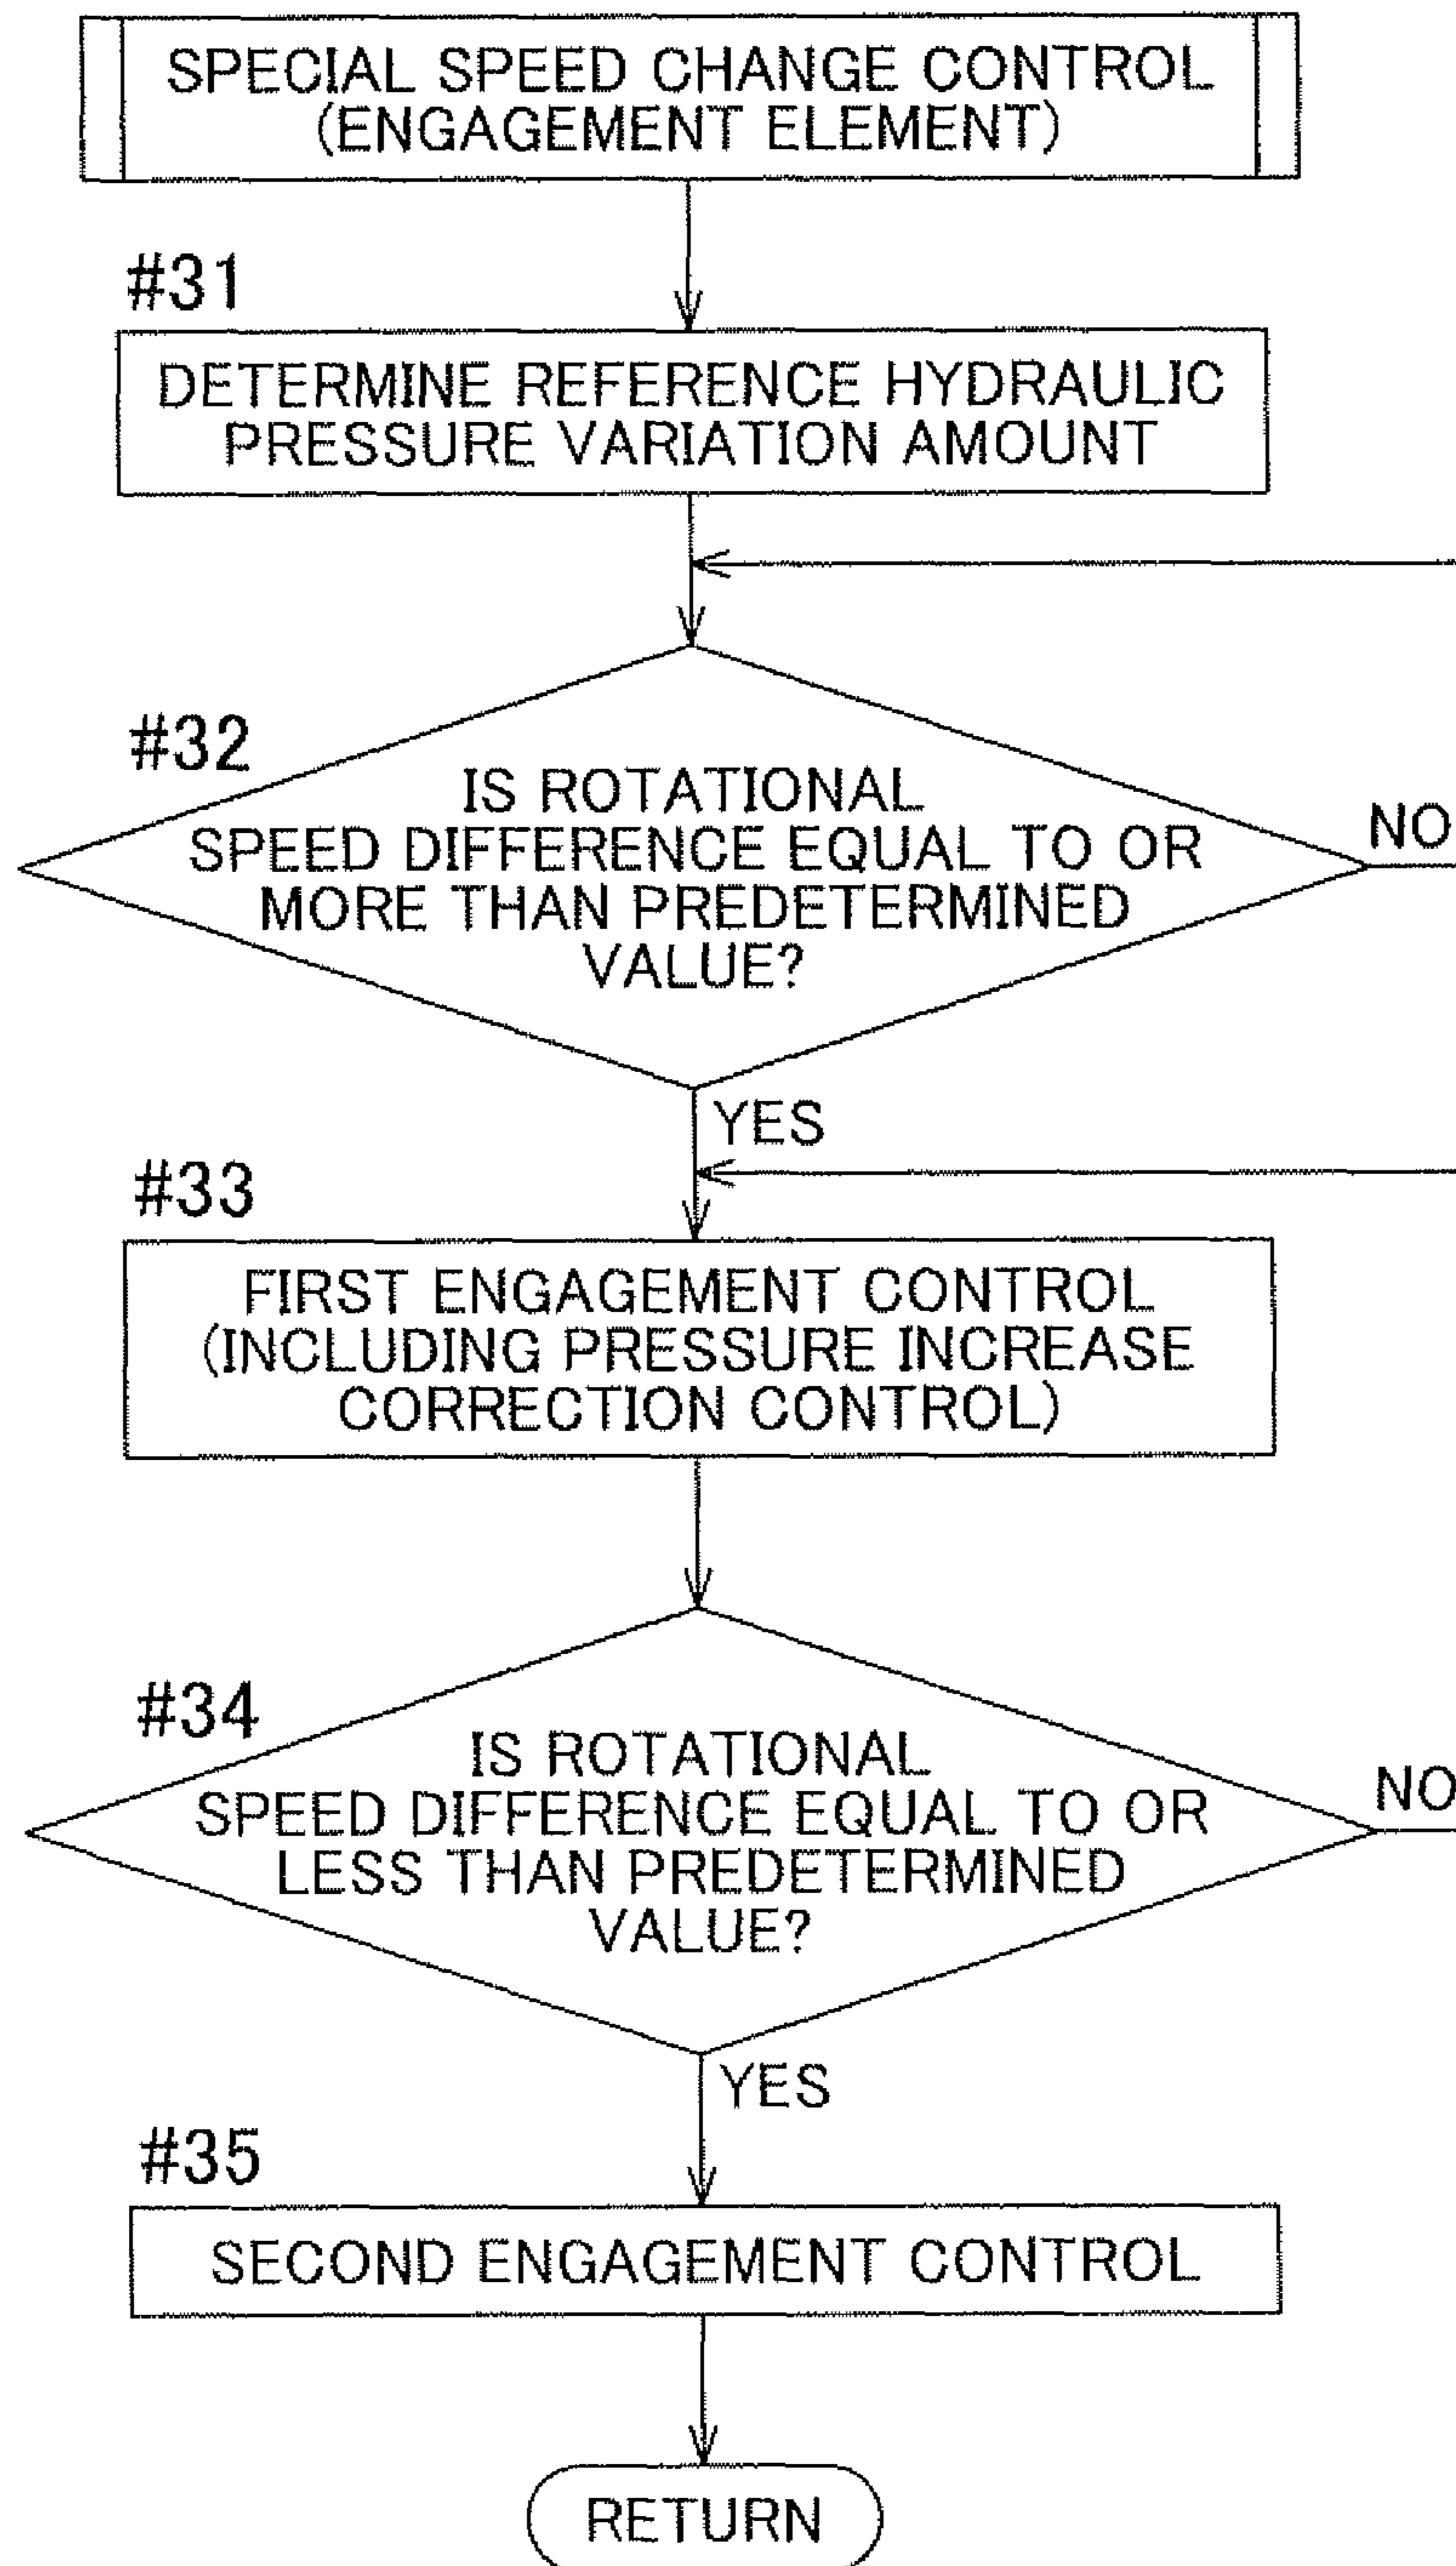 SPECIAL SPEED CHANGE CONTROL
(ENGAGEMENT ELEMENT)
#31
DETERMINE REFERENCE HYDRAULIC
PRESSURE VARIATION AMOUNT
#32
IS ROTATIONAL
SPEED DIFFERENCE EQUAL TO OR
MORE THAN PREDETERMINED
VALUE?
NO
YES
#33
FIRST ENGAGEMENT CONTROL
(INCLUDING PRESSURE INCREASE
CORRECTION CONTROL)
#34
IS ROTATIONAL
SPEED DIFFERENCE EQUAL TO OR
LESS THAN PREDETERMINED
VALUE?
NO
YES
#35
SECOND ENGAGEMENT CONTROL
RETURN